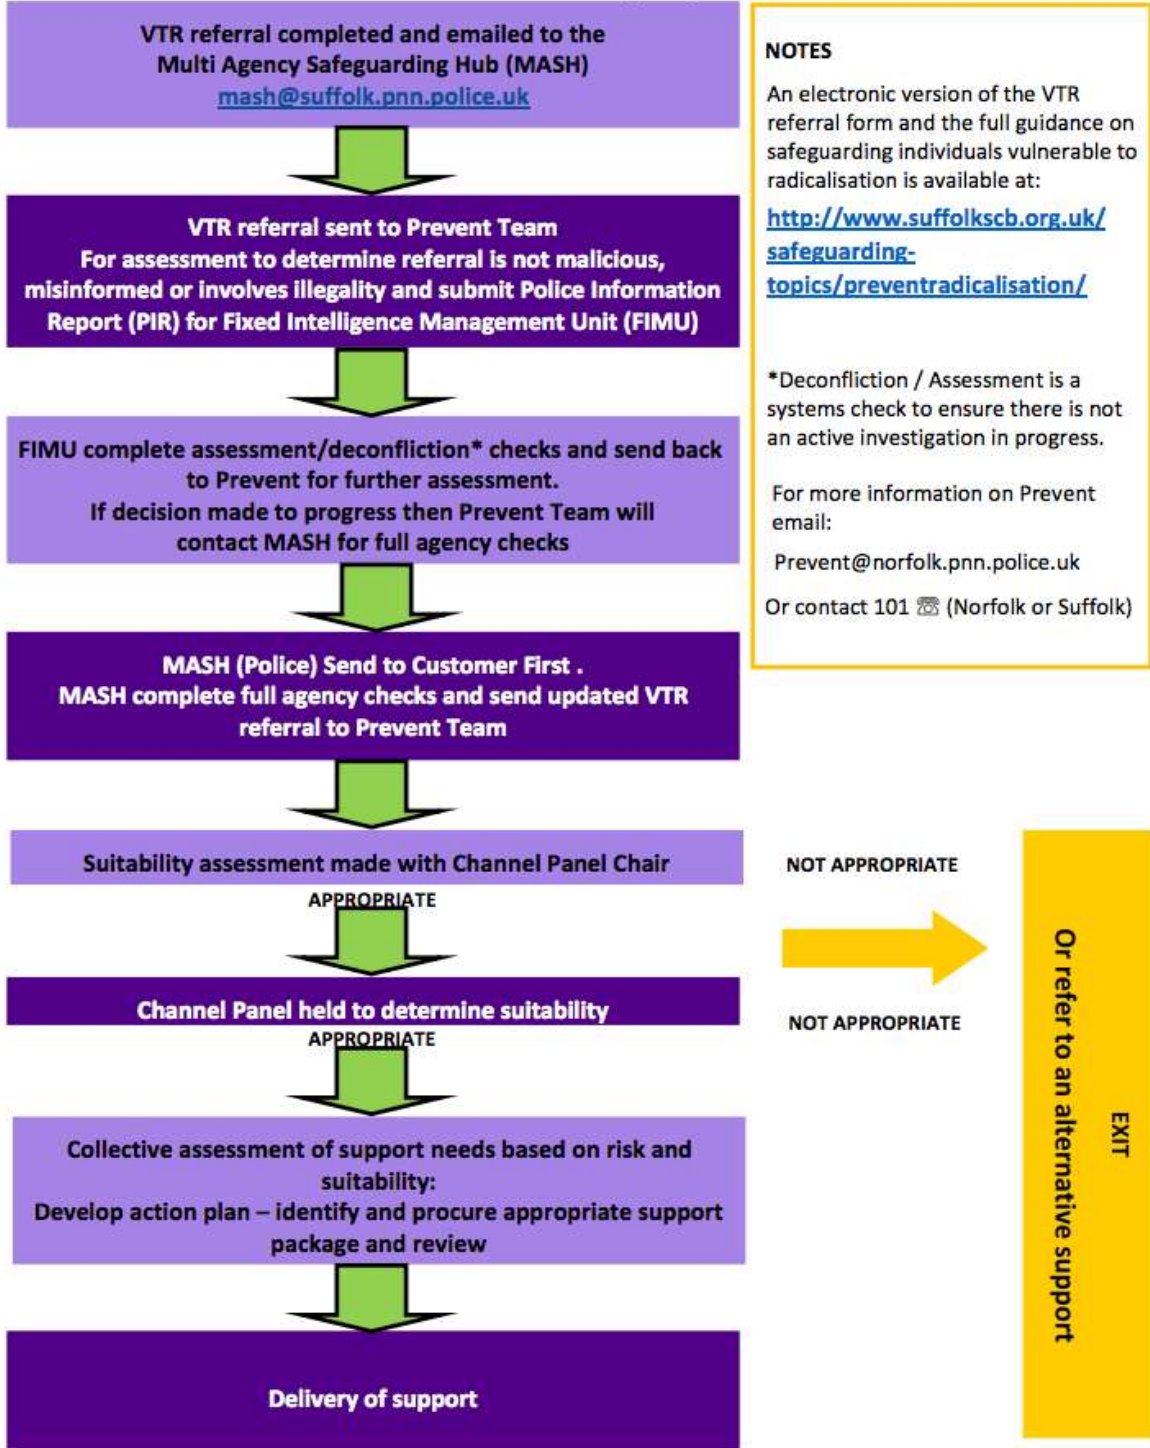 VTR referral completed and emailed to the
Multi Agency Safeguarding Hub (MASH)
mash@suffolk.pnn.police.uk
VTR referral sent to Prevent Team
For assessment to determine referral is not malicious,
misinformed or involves illegality and submit Police Information
Report (PIR) for Fixed Intelligence Management Unit (FIMU)
FIMU complete assessment/deconfliction* checks and send back
to Prevent for further assessment.
If decision made to progress then Prevent Team will
contact MASH for full agency checks
MASH (Police) Send to Customer First .
MASH complete full agency checks and send updated VTR
referral to Prevent Team
Suitability assessment made with Channel Panel Chair
APPROPRIATE
Channel Panel held to determine suitability
APPROPRIATE
Collective assessment of support needs based on risk and
suitability:
Develop action plan – identify and procure appropriate support
package and review
Delivery of support
NOTES
An electronic version of the VTR
referral form and the full guidance on
safeguarding individuals vulnerable to
radicalisation is available at:
http://www.suffolkscb.org.uk/
safeguarding-
topics/preventradicalisation/
*Deconfliction / Assessment is a
systems check to ensure there is not
an active investigation in progress.
For more information on Prevent
email:
Prevent@norfolk.pnn.police.uk
Or contact 101 ☏ (Norfolk or Suffolk)
NOT APPROPRIATE
NOT APPROPRIATE
EXIT
Or refer to an alternative support